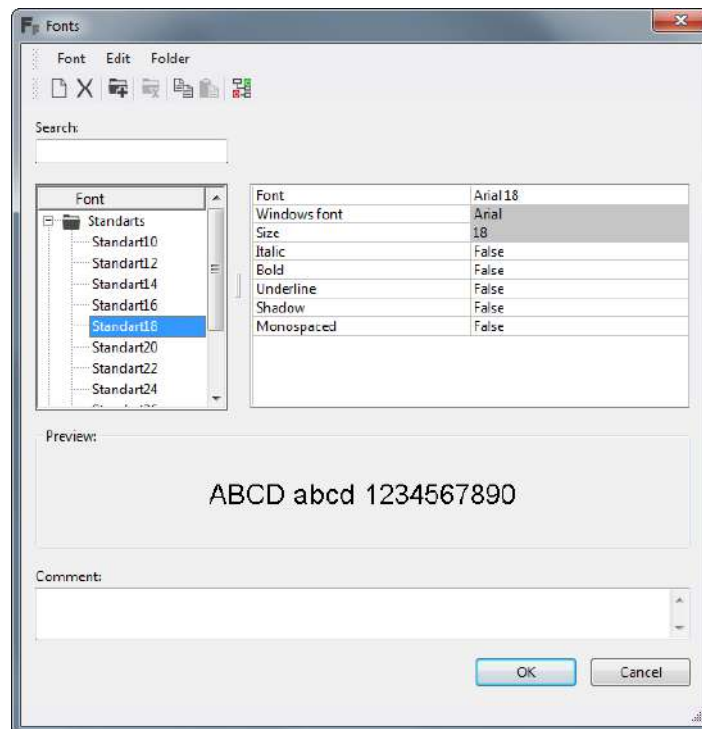 Fonts
Font Edit Folder
Search:
Font
Standarts
Standart10
Standart12
Standart14
Standart16
Standart18
Standart20
Standart22
Standart24
Font Arial 18
Windows font Arial
Size 18
Italic False
Bold False
Underline False
Shadow False
Monospaced False
Preview:
ABCD abcd 1234567890
Comment:
OK Cancel